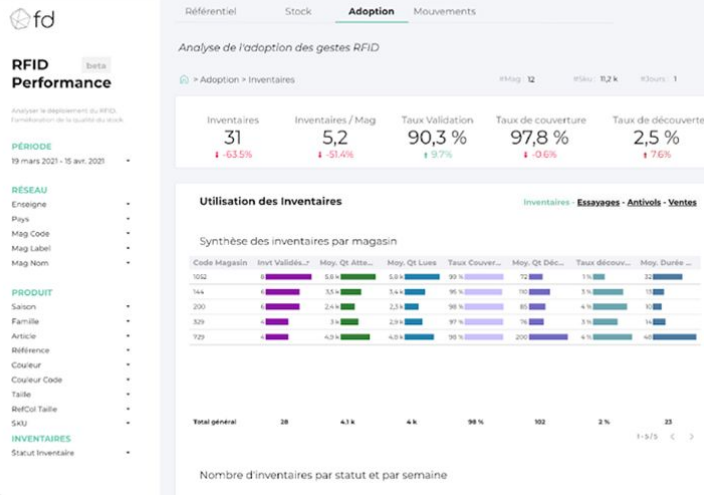 fd
Référentiel Stock Adoption Mouvements
RFID beta
Performance
Analyser le déploiement du RFID,
l'amélioration de la qualité du stock.
PÉRIODE
19 mars 2021 - 15 avr. 2021
RÉSEAU
Enseigne
Pays
Mag Code
Mag Label
Mag Nom
PRODUIT
Saison
Famille
Article
Référence
Couleur
Couleur Code
Taille
RefCol Taille
SKU
INVENTAIRES
Statut Inventaire
Analyse de l'adoption des gestes RFID
> Adoption > Inventaires #Mag : 12 #Sku : 11,2 k #Jours : 1
Inventaires Inventaires / Mag Taux Validation Taux de couverture Taux de découverte
31 5,2 90,3 % 97,8 % 2,5 %
-63.5% -51.4% 9.7% -0.6% 7.6%
Utilisation des Inventaires Inventaires - Essayages - Antivols - Ventes
Synthèse des inventaires par magasin
Code Magasin Invt Validés... Moy. Qt Atte... Moy. Qt Lues Taux Couver... Moy. Qt Déc... Taux découv... Moy. Durée ...
1052 8 5,8 k 5,8 k 99 % 72 1 % 32
144 6 3,5 k 3,4 k 95 % 110 3 % 15
200 6 2,4 k 2,3 k 98 % 85 4 % 10
329 4 3 k 2,9 k 97 % 76 3 % 14
729 4 4,9 k 4,8 k 98 % 200 4 % 48
Total général 28 4,1 k 4 k 98 % 102 2 % 23
1 - 5 / 5 < >
Nombre d'inventaires par statut et par semaine